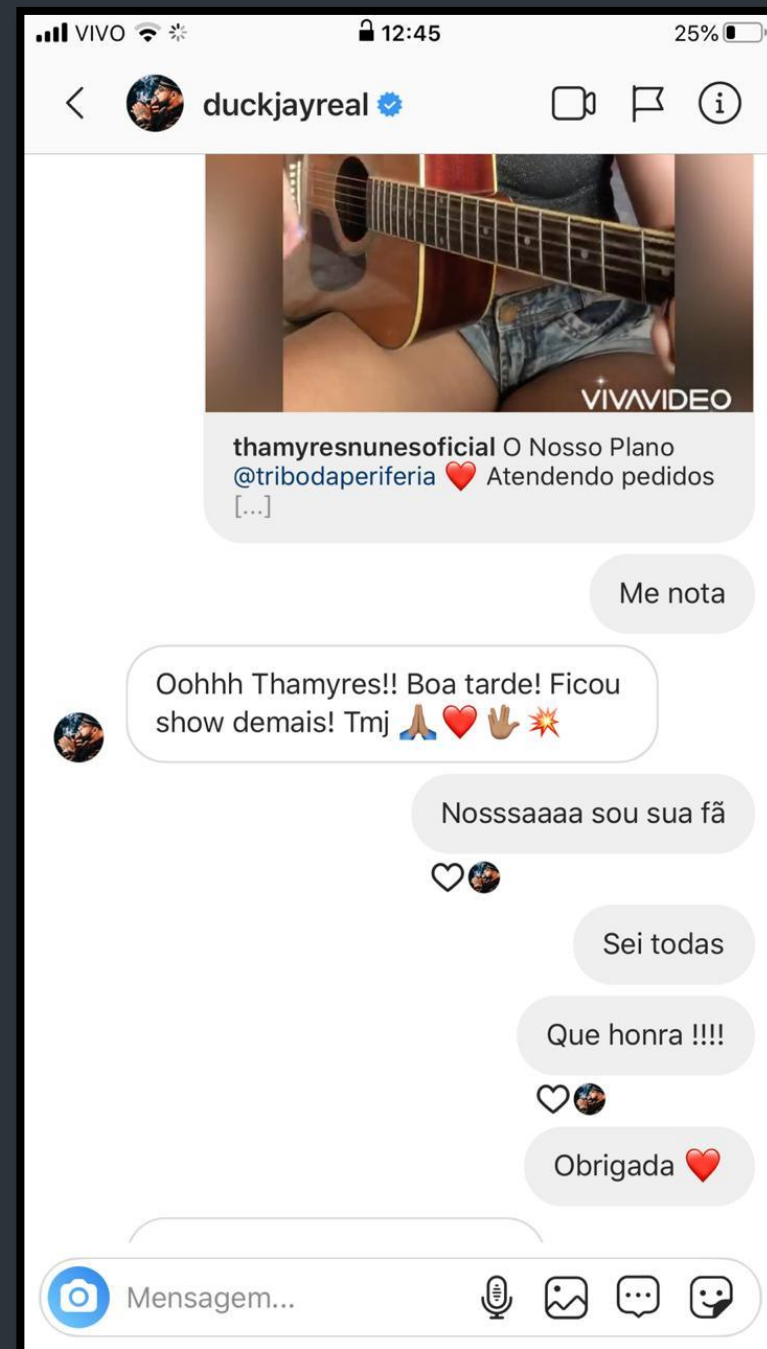 VIVO 12:45 25%
duckjayreal
VIVAVIDEO
thamyresnunesoficial O Nosso Plano
@tribodaperiferia ❤️ Atendendo pedidos
[...]
Me nota
Oohhh Thamyres!! Boa tarde! Ficou
show demais! Tmj 🙏🏽❤️🖖🏽💥
Nosssaaaa sou sua fã
Sei todas
Que honra !!!!
Obrigada ❤️
Mensagem...